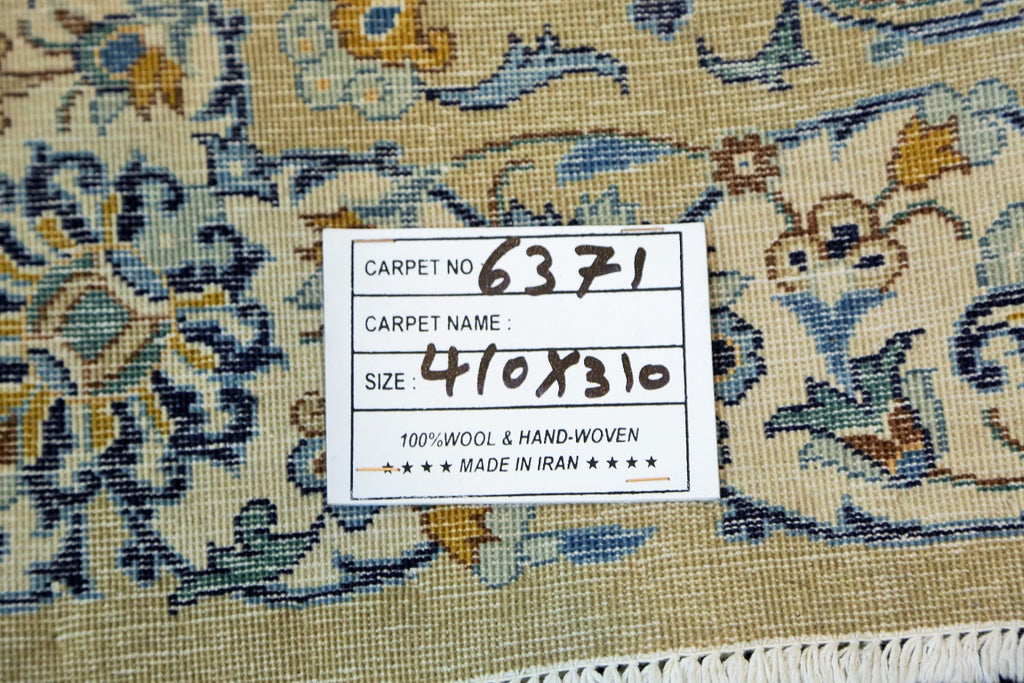 CARPET NO 6371
CARPET NAME :
SIZE : 410X310
100%WOOL & HAND-WOVEN
★★★★ MADE IN IRAN ★★★★